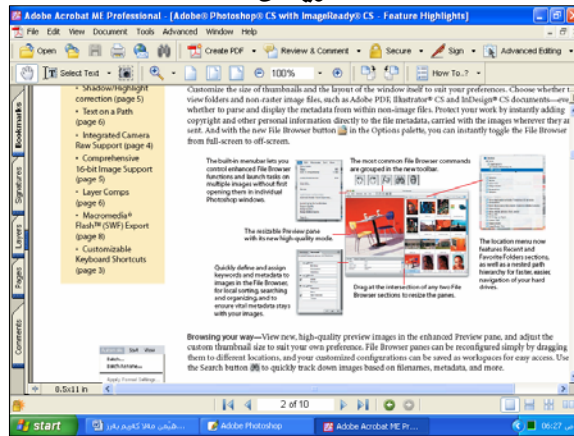 Adobe Acrobat ME Professional - [Adobe® Photoshop® CS with ImageReady® CS - Feature Highlights]
File Edit View Document Tools Advanced Window Help
Open Create PDF Review & Comment Secure Sign Advanced Editing
Select Text 100% How To..?
Bookmarks
Signatures
Layers
Pages
Comments
• Shadow/Highlight
correction (page 5)
• Text on a Path
(page 6)
• Integrated Camera
Raw Support (page 4)
• Comprehensive
16-bit Image Support
(page 5)
• Layer Comps
(page 6)
• Macromedia®
Flash™ (SWF) Export
(page 8)
• Customizable
Keyboard Shortcuts
(page 3)
Customize the size of thumbnails and the layout of the window itself to suit your preferences. Choose whether t
view folders and non-raster image files, such as Adobe PDF, Illustrator® CS and InDesign® CS documents—eve
whether to parse and display the metadata from within non-image files. Protect your work by instantly adding
copyright and other personal information directly to the file metadata, carried with the images wherever they ar
sent. And with the new File Browser button in the Options palette, you can instantly toggle the File Browser
from full-screen to off-screen.
The built-in menubar lets you
control enhanced File Browser
functions and launch tasks on
multiple images without first
opening them in individual
Photoshop windows.
The most common File Browser commands
are grouped in the new toolbar.
The resizable Preview pane
with its new high-quality mode.
Quickly define and assign
keywords and metadata to
images in the File Browser,
for local sorting, searching
and organizing, and to
ensure vital metadata stays
with your images.
Drag at the intersection of any two File
Browser sections to resize the panes.
The location menu now
features Recent and
Favorite Folders sections,
as well as a nested path
hierarchy for faster, easier
navigation of your hard
drives.
Browsing your way—View new, high-quality preview images in the enhanced Preview pane, and adjust the
custom thumbnail size to suit your own preference. File Browser panes can be reconfigured simply by dragging
them to different locations, and your customized configurations can be saved as workspaces for easy access. Use
the Search button to quickly track down images based on filenames, metadata, and more.
Sort View
Batch...
Batch Rename...
Apply Format Settings...
8.5x11 in
2 of 10
start
Adobe Photoshop
Adobe Acrobat ME Pr...
06:27